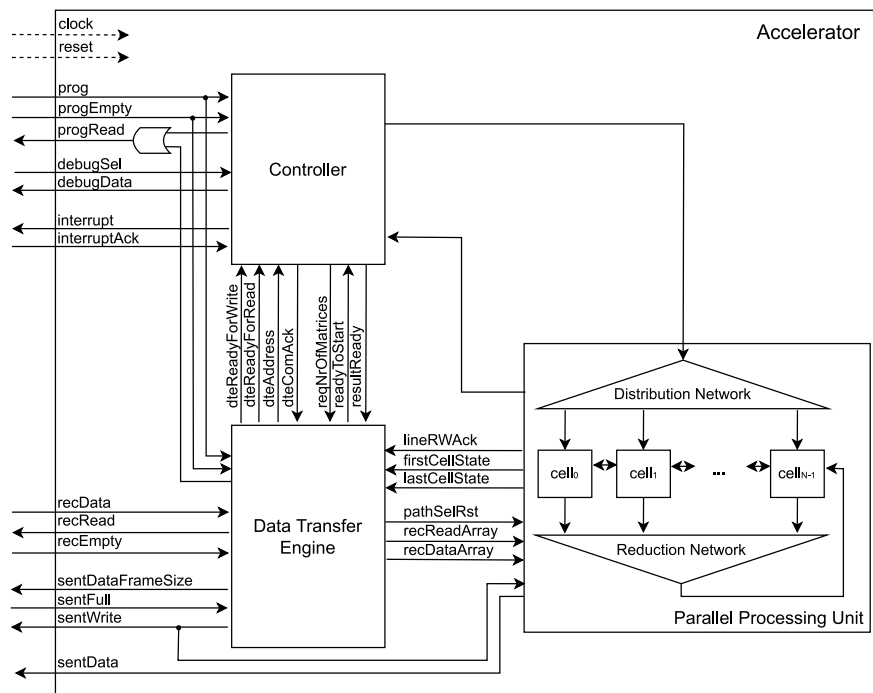 clock
Accelerator
reset
prog
progEmpty
progRead
debugSel
debugData
interrupt
interruptAck
Controller
dteReadyForWrite
dteReadyForRead
dteAddress
dteComAck
reqNrOfMatrices
readyToStart
resultReady
Distribution Network
lineRWAck
firstCellState
lastCellState
cell0
cell1
...
cellN-1
pathSelRst
recReadArray
recDataArray
Reduction Network
Parallel Processing Unit
Data Transfer
Engine
recData
recRead
recEmpty
sentDataFrameSize
sentFull
sentWrite
sentData